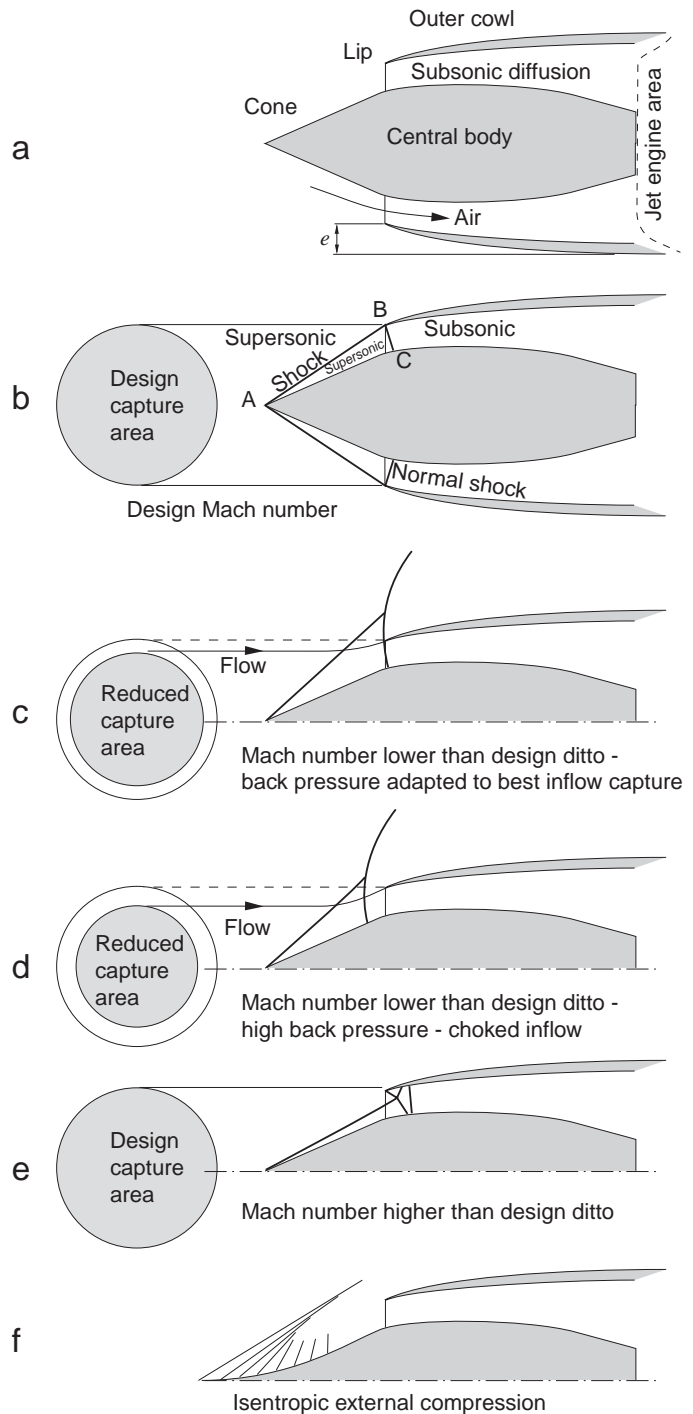 Outer cowl
Lip
Subsonic diffusion
Cone
Central body
Jet engine area
a
Air
e
B
Supersonic
Subsonic
Shock
Supersonic
C
A
Design
capture
area
b
Normal shock
Design Mach number
Flow
Reduced
capture
area
c
Mach number lower than design ditto -
back pressure adapted to best inflow capture
Flow
Reduced
capture
area
d
Mach number lower than design ditto -
high back pressure - choked inflow
Design
capture
area
e
Mach number higher than design ditto
f
Isentropic external compression